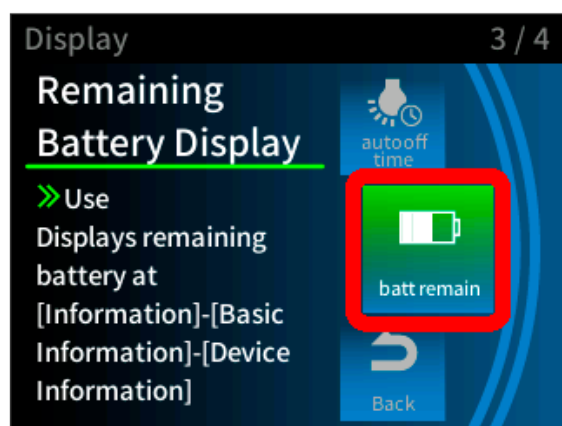 Display
3 / 4
Remaining
Battery Display
Use
Displays remaining
battery at
[Information]-[Basic
Information]-[Device
Information]
autooff
time
batt remain
Back